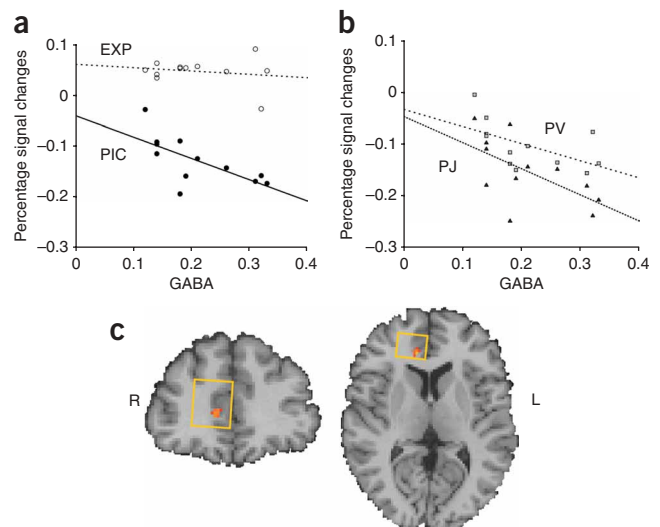 a
Percentage signal changes
0.1
0
–0.1
–0.2
–0.3
EXP
PIC
0 0.1 0.2 0.3 0.4
GABA
b
Percentage signal changes
0.1
0
–0.1
–0.2
–0.3
PV
PJ
0 0.1 0.2 0.3 0.4
GABA
c
R
L